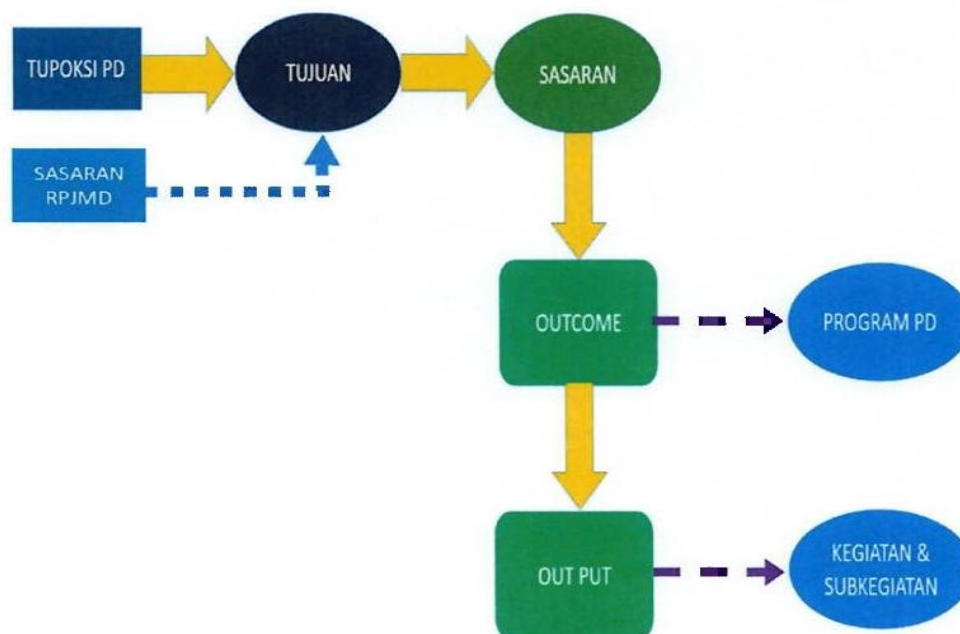 TUPOKSI PD
TUJUAN
SASARAN
SASARAN
RPJMD
OUTCOME
PROGRAM PD
OUT PUT
KEGIATAN &
SUBKEGIATAN